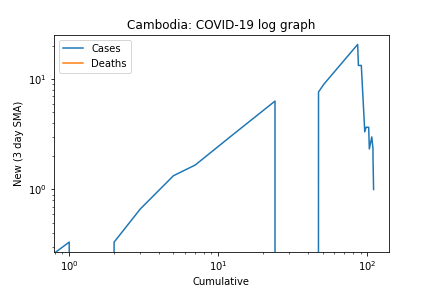 Cambodia: COVID-19 log graph
Cases
Deaths
New (3 day SMA)
10¹
10⁰
10⁰
10¹
10²
Cumulative